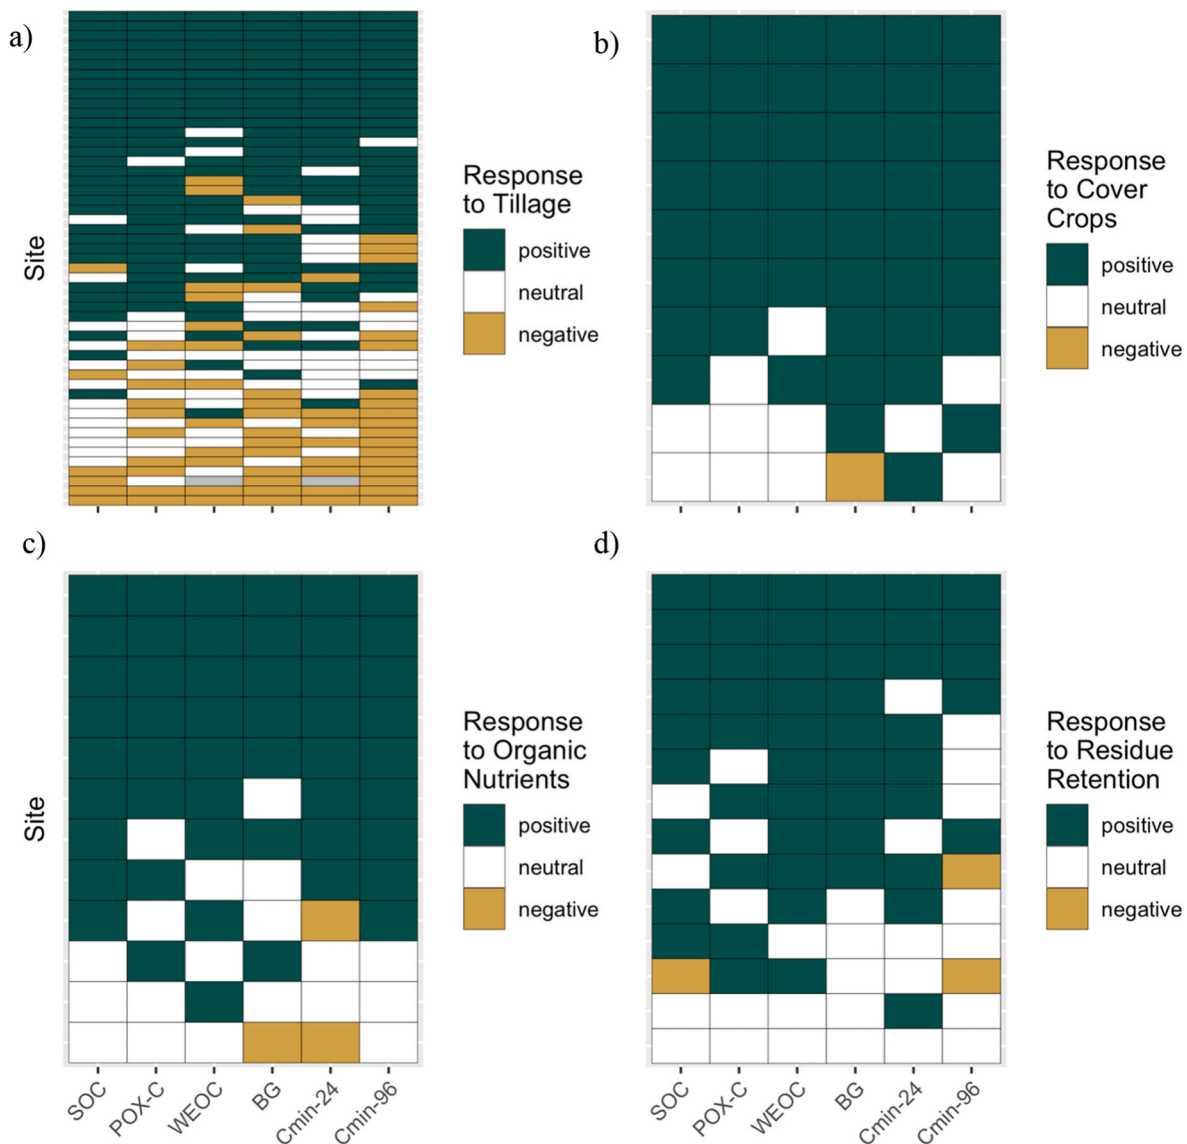 a)
Site
Response
to Tillage
positive
neutral
negative
b)
Response
to Cover
Crops
positive
neutral
negative
c)
Site
Response
to Organic
Nutrients
positive
neutral
negative
SOC
POX-C
WEOC
BG
Cmin-24
Cmin-96
d)
Response
to Residue
Retention
positive
neutral
negative
SOC
POX-C
WEOC
BG
Cmin-24
Cmin-96